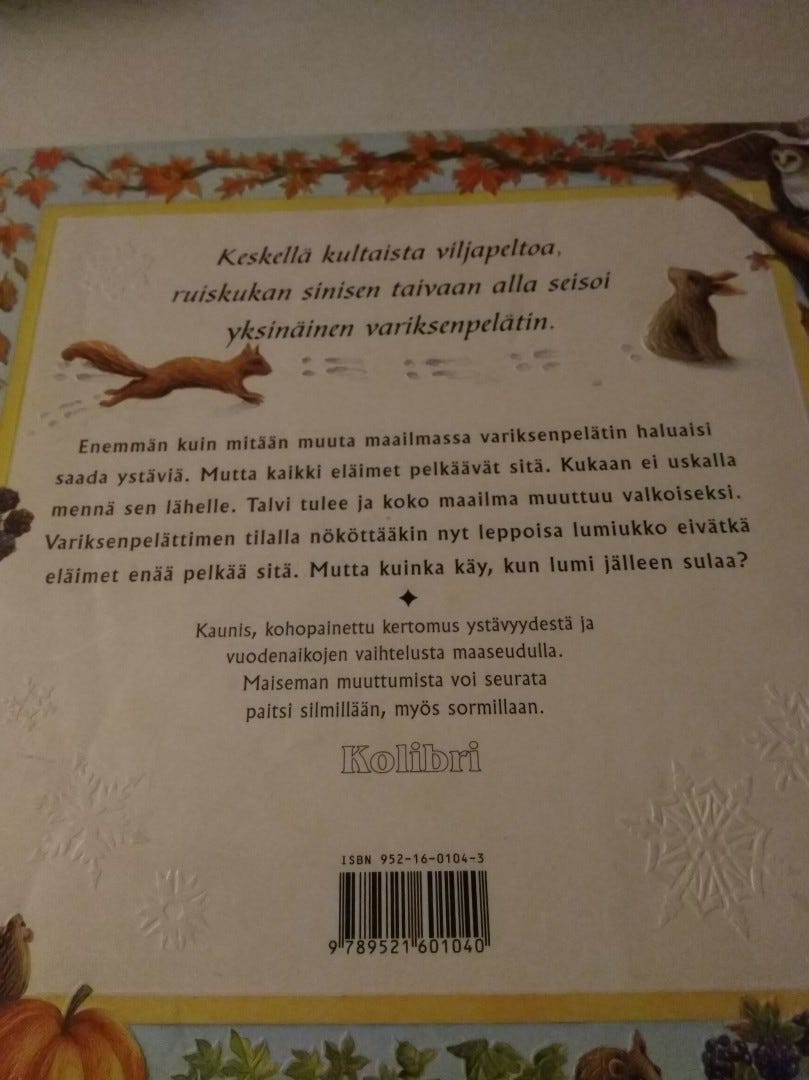 Keskellä kultaista viljapeltoa,
ruiskukan sinisen taivaan alla seisoi
yksinäinen variksenpelätin.
Enemmän kuin mitään muuta maailmassa variksenpelätin haluaisi
saada ystäviä. Mutta kaikki eläimet pelkäävät sitä. Kukaan ei uskalla
mennä sen lähelle. Talvi tulee ja koko maailma muuttuu valkoiseksi.
Variksenpelättimen tilalla nököttääkin nyt leppoisa lumiukko eivätkä
eläimet enää pelkää sitä. Mutta kuinka käy, kun lumi jälleen sulaa?
Kaunis, kohopainettu kertomus ystävyydestä ja
vuodenaikojen vaihtelusta maaseudulla.
Maiseman muuttumista voi seurata
paitsi silmillään, myös sormillaan.
Kolibri
ISBN 952-16-0104-3
9 789521 601040